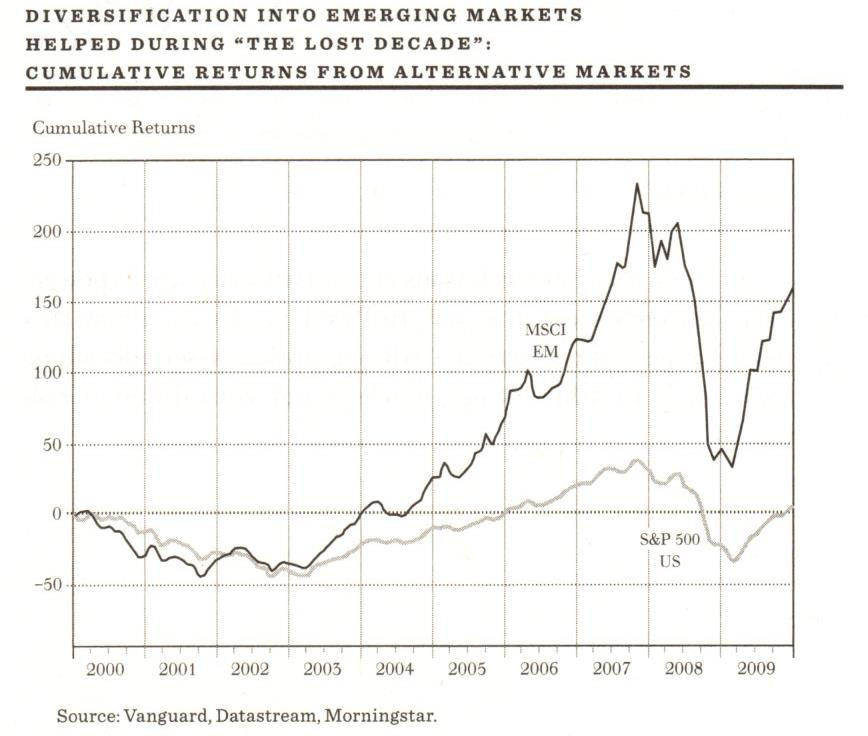 DIVERSIFICATION INTO EMERGING MARKETS
HELPED DURING “THE LOST DECADE”:
CUMULATIVE RETURNS FROM ALTERNATIVE MARKETS
Cumulative Returns
250
200
150
100
50
0
−50
MSCI
EM
S&P 500
US
2000 2001 2002 2003 2004 2005 2006 2007 2008 2009
Source: Vanguard, Datastream, Morningstar.